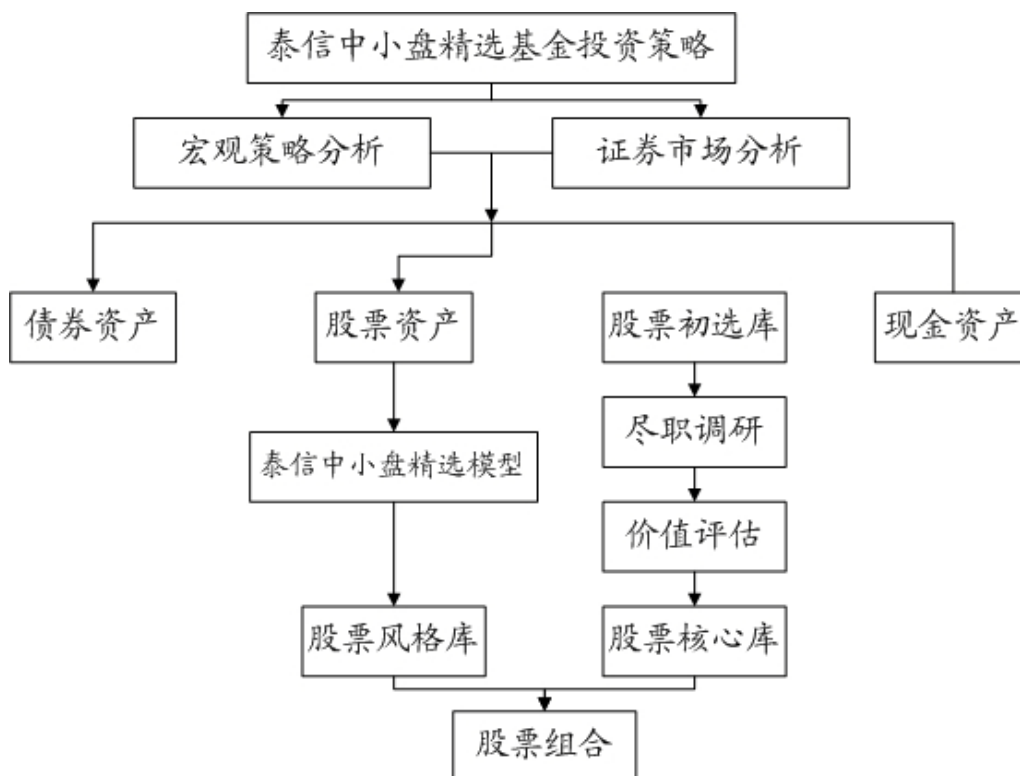 泰信中小盘精选基金投资策略
宏观策略分析
证券市场分析
债券资产
股票资产
股票初选库
现金资产
尽职调研
泰信中小盘精选模型
价值评估
股票风格库
股票核心库
股票组合